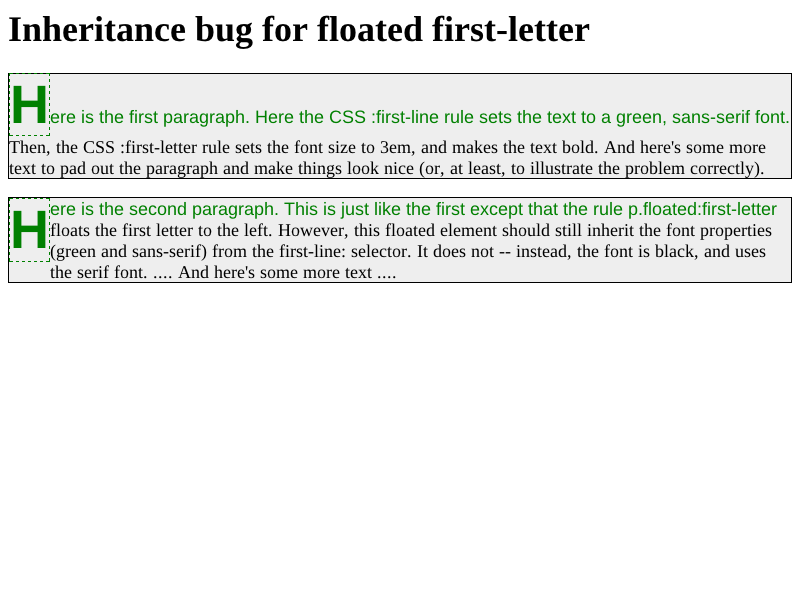 Inheritance bug for floated first-letter
Here is the first paragraph. Here the CSS :first-line rule sets the text to a green, sans-serif font.
Then, the CSS :first-letter rule sets the font size to 3em, and makes the text bold. And here's some more
text to pad out the paragraph and make things look nice (or, at least, to illustrate the problem correctly).
Here is the second paragraph. This is just like the first except that the rule p.floated:first-letter
floats the first letter to the left. However, this floated element should still inherit the font properties
(green and sans-serif) from the first-line: selector. It does not -- instead, the font is black, and uses
the serif font. .... And here's some more text ....